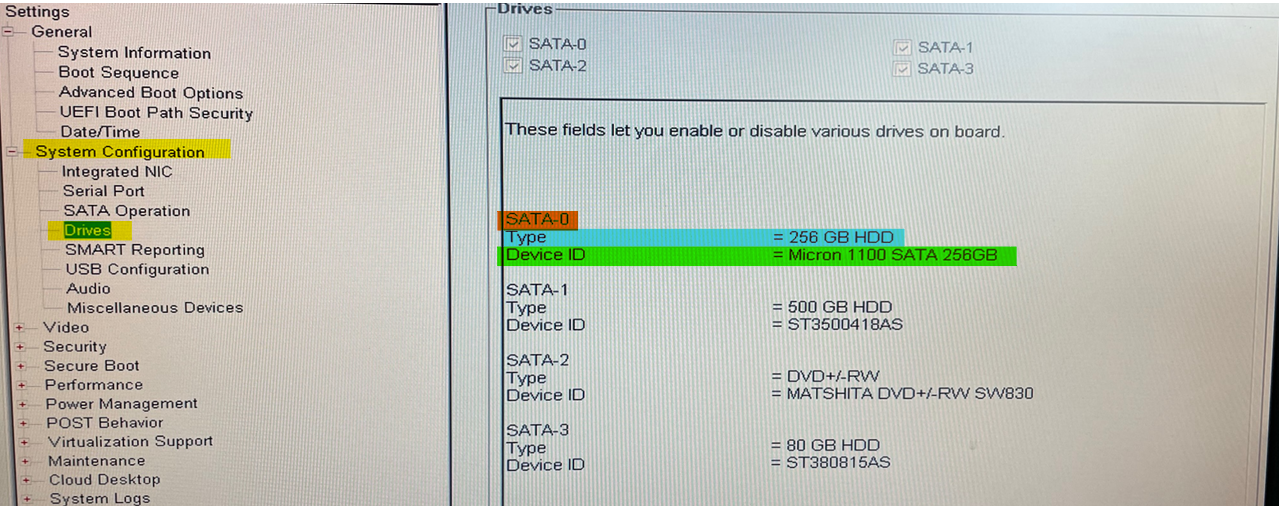 Settings
General
System Information
Boot Sequence
Advanced Boot Options
UEFI Boot Path Security
Date/Time
System Configuration
Integrated NIC
Serial Port
SATA Operation
Drives
SMART Reporting
USB Configuration
Audio
Miscellaneous Devices
Video
Security
Secure Boot
Performance
Power Management
POST Behavior
Virtualization Support
Maintenance
Cloud Desktop
System Logs
Drives
SATA-0
SATA-1
SATA-2
SATA-3
These fields let you enable or disable various drives on board.
SATA-0
Type = 256 GB HDD
Device ID = Micron 1100 SATA 256GB
SATA-1
Type = 500 GB HDD
Device ID = ST3500418AS
SATA-2
Type = DVD+/-RW
Device ID = MATSHITA DVD+/-RW SW830
SATA-3
Type = 80 GB HDD
Device ID = ST380815AS